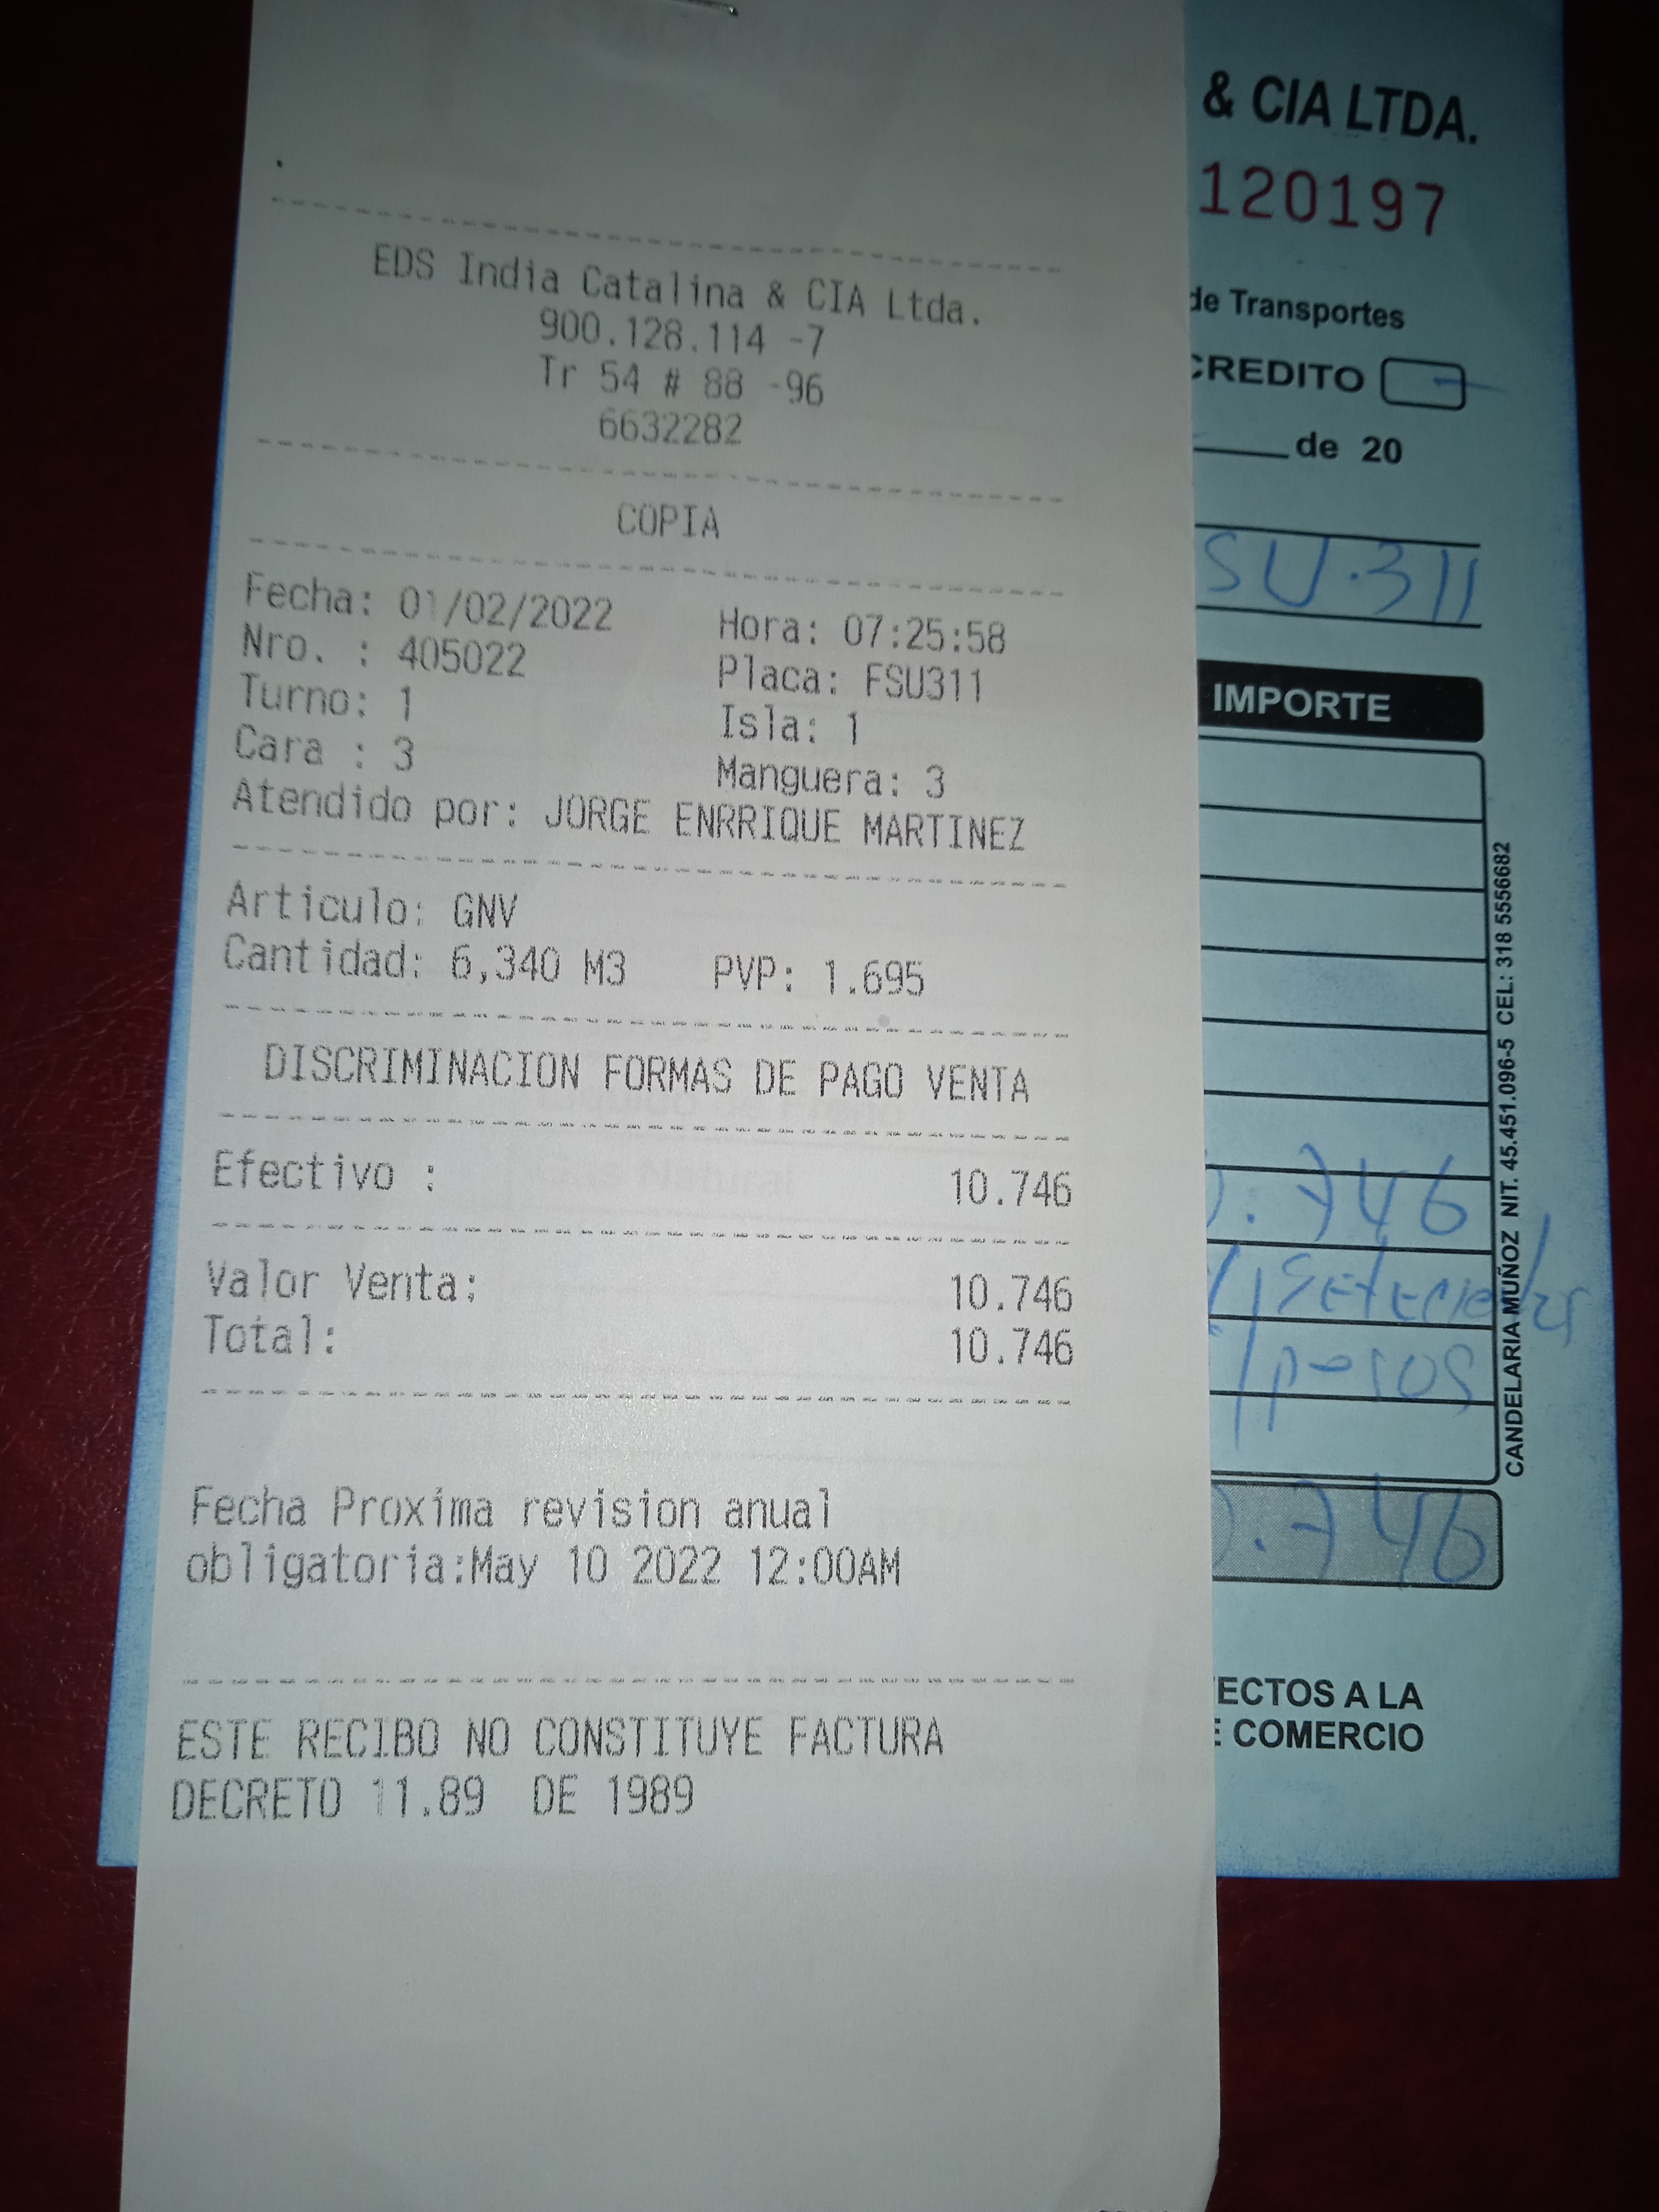 EDS India Catalina & CIA Ltda.
900.128.114 -7
Tr 54 # 88 -96
6632282
COPIA
Fecha: 01/02/2022 Hora: 07:25:58
Nro. : 405022 Placa: FSU311
Turno: 1 Isla: 1
Cara : 3 Manguera: 3
Atendido por: JORGE ENRRIQUE MARTINEZ
Articulo: GNV
Cantidad: 6,340 M3 PVP: 1.695
DISCRIMINACION FORMAS DE PAGO VENTA
Efectivo : 10.746
Valor Venta: 10.746
Total: 10.746
Fecha Proxima revision anual
obligatoria:May 10 2022 12:00AM
ESTE RECIBO NO CONSTITUYE FACTURA
DECRETO 11.89 DE 1989
& CIA LTDA.
120197
de Transportes
CREDITO
de 20
SU.311
IMPORTE
.746
Setecientos
pesos
.746
ECTOS A LA
E COMERCIO
CANDELARIA MUÑOZ NIT. 45.451.096-5 CEL: 318 5556682